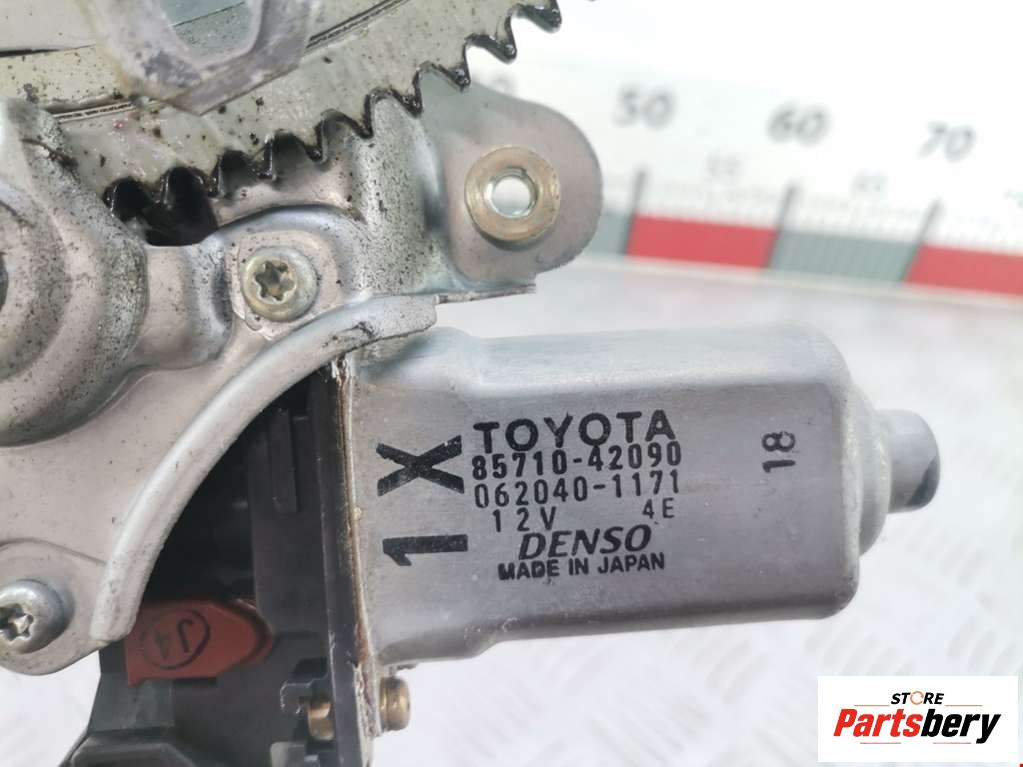 50 60 70
TOYOTA
85710-42090
062040-1171
12V 4E
DENSO
MADE IN JAPAN
1X
18
J4
STORE
Partsbery